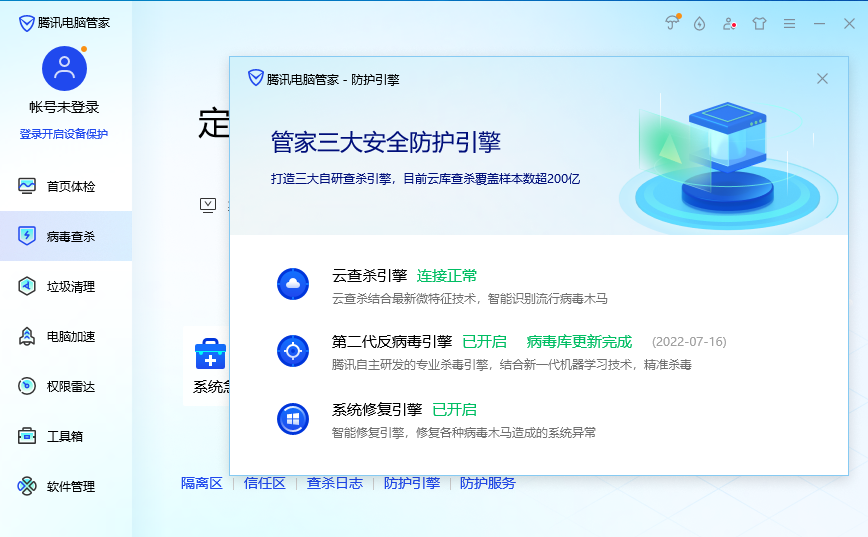 腾讯电脑管家
帐号未登录
登录开启设备保护
首页体检
病毒查杀
垃圾清理
电脑加速
权限雷达
工具箱
软件管理
定
系统急
腾讯电脑管家 - 防护引擎
管家三大安全防护引擎
打造三大自研查杀引擎，目前云库查杀覆盖样本数超200亿
云查杀引擎 连接正常
云查杀结合最新微特征技术，智能识别流行病毒木马
第二代反病毒引擎 已开启 病毒库更新完成 (2022-07-16)
腾讯自主研发的专业杀毒引擎，结合新一代机器学习技术，精准杀毒
系统修复引擎 已开启
智能修复引擎，修复各种病毒木马造成的系统异常
隔离区 | 信任区 | 查杀日志 | 防护引擎 | 防护服务